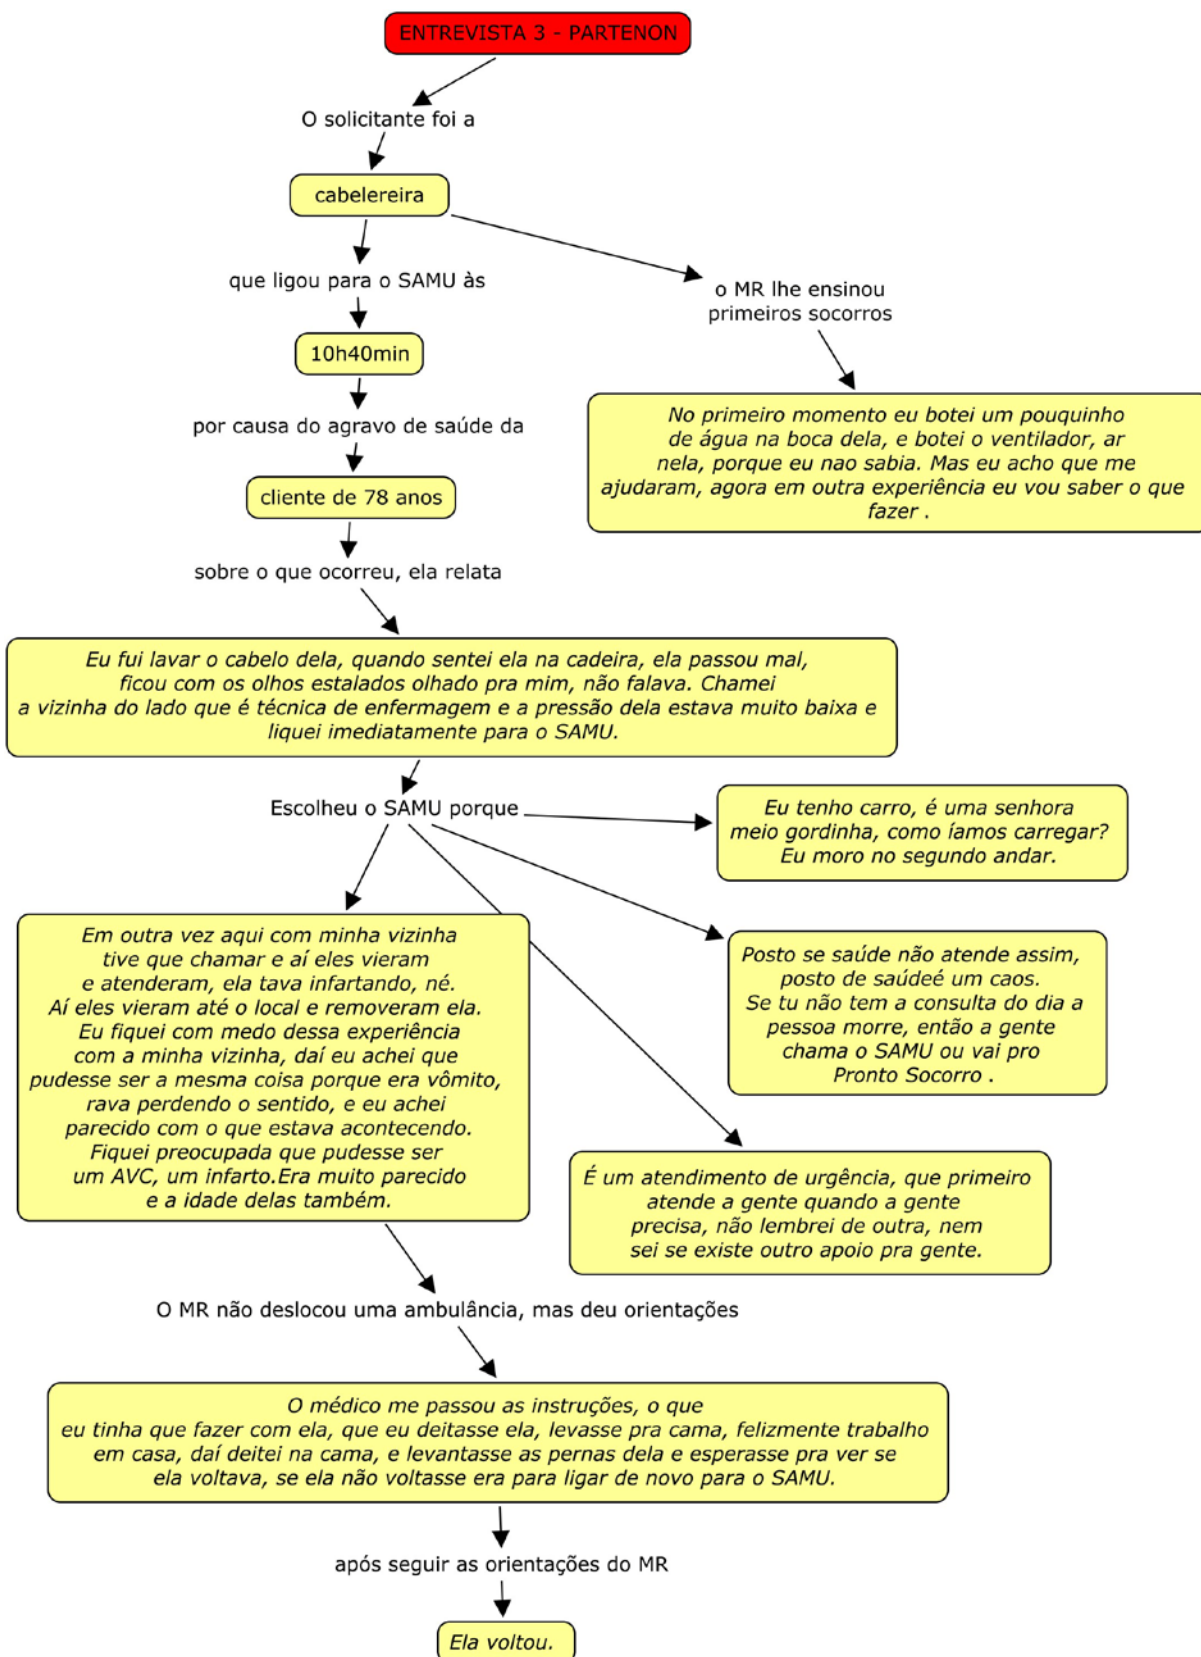 ENTREVISTA 3 - PARTENON
O solicitante foi a
cabelereira
que ligou para o SAMU às
o MR lhe ensinou
primeiros socorros
10h40min
por causa do agravo de saúde da
No primeiro momento eu botei um pouquinho
de água na boca dela, e botei o ventilador, ar
nela, porque eu nao sabia. Mas eu acho que me
ajudaram, agora em outra experiência eu vou saber o que
fazer .
cliente de 78 anos
sobre o que ocorreu, ela relata
Eu fui lavar o cabelo dela, quando sentei ela na cadeira, ela passou mal,
ficou com os olhos estalados olhado pra mim, não falava. Chamei
a vizinha do lado que é técnica de enfermagem e a pressão dela estava muito baixa e
liquei imediatamente para o SAMU.
Escolheu o SAMU porque
Eu tenho carro, é uma senhora
meio gordinha, como íamos carregar?
Eu moro no segundo andar.
Em outra vez aqui com minha vizinha
tive que chamar e aí eles vieram
e atenderam, ela tava infartando, né.
Aí eles vieram até o local e removeram ela.
Eu fiquei com medo dessa experiência
com a minha vizinha, daí eu achei que
pudesse ser a mesma coisa porque era vômito,
rava perdendo o sentido, e eu achei
parecido com o que estava acontecendo.
Fiquei preocupada que pudesse ser
um AVC, um infarto.Era muito parecido
e a idade delas também.
Posto se saúde não atende assim,
posto de saúdeé um caos.
Se tu não tem a consulta do dia a
pessoa morre, então a gente
chama o SAMU ou vai pro
Pronto Socorro .
É um atendimento de urgência, que primeiro
atende a gente quando a gente
precisa, não lembrei de outra, nem
sei se existe outro apoio pra gente.
O MR não deslocou uma ambulância, mas deu orientações
O médico me passou as instruções, o que
eu tinha que fazer com ela, que eu deitasse ela, levasse pra cama, felizmente trabalho
em casa, daí deitei na cama, e levantasse as pernas dela e esperasse pra ver se
ela voltava, se ela não voltasse era para ligar de novo para o SAMU.
após seguir as orientações do MR
Ela voltou.